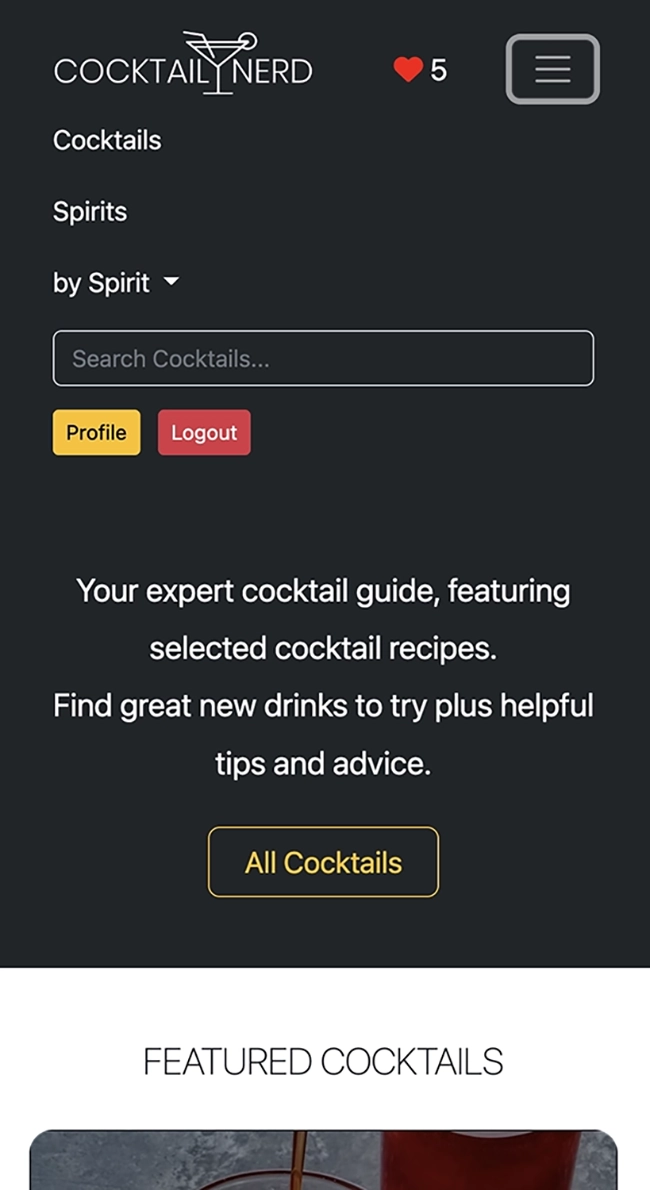 COCKTAIL NERD
5
Cocktails
Spirits
by Spirit
Search Cocktails...
Profile
Logout
Your expert cocktail guide, featuring
selected cocktail recipes.
Find great new drinks to try plus helpful
tips and advice.
All Cocktails
FEATURED COCKTAILS